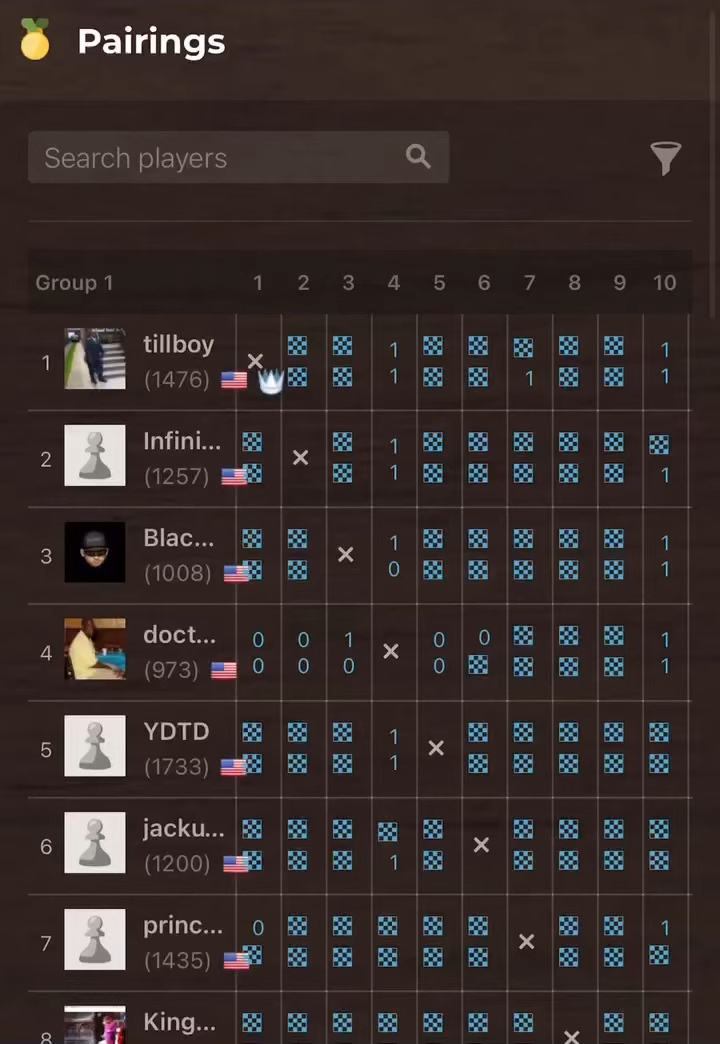 Pairings
Search players
Group 1 1 2 3 4 5 6 7 8 9 10
1 tillboy (1476) 1 1
1 1 1
2 Infini... (1257) 1
1 1
3 Blac... (1008) 1 1
0 1
4 doct... (973) 0 0 1 0 0 1
0 0 0 0 1
5 YDTD (1733) 1
1
6 jacku... (1200)
1
7 princ... (1435) 0 1
8 King...